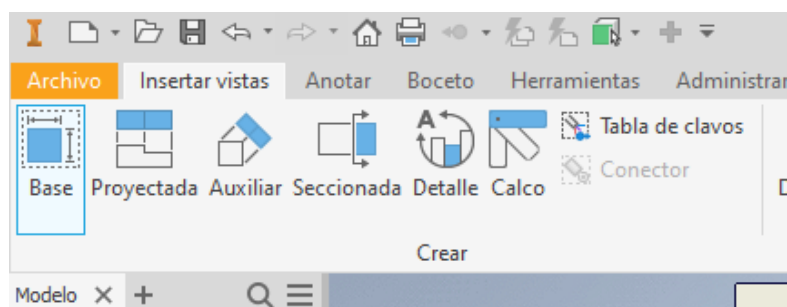 Archivo Insertar vistas Anotar Boceto Herramientas Administrar
Tabla de clavos
Conector
Base Proyectada Auxiliar Seccionada Detalle Calco
Crear
Modelo